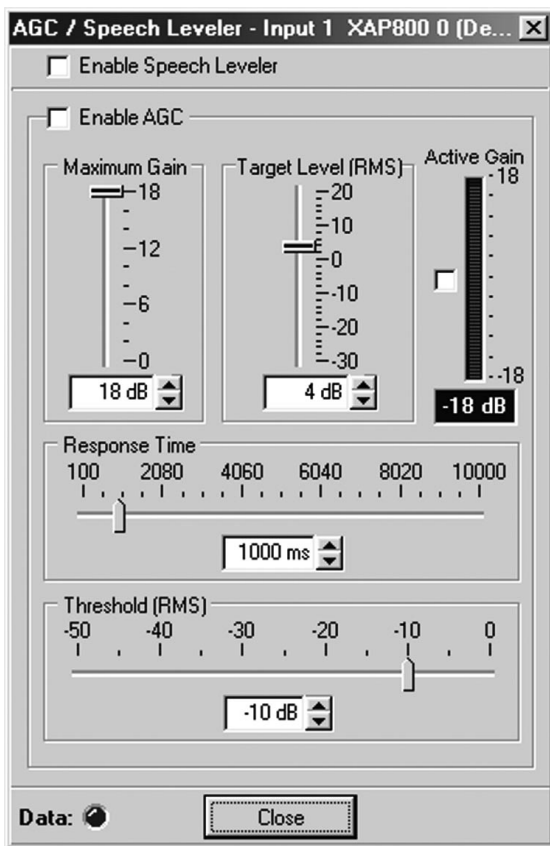 AGC / Speech Leveler - Input 1 XAP800 0 (De...
Enable Speech Leveler
Enable AGC
Maximum Gain
18
12
6
0
18 dB
Target Level (RMS)
20
10
0
-10
-20
-30
4 dB
Active Gain
18
-18
-18 dB
Response Time
100 2080 4060 6040 8020 10000
1000 ms
Threshold (RMS)
-50 -40 -30 -20 -10 0
-10 dB
Data:
Close